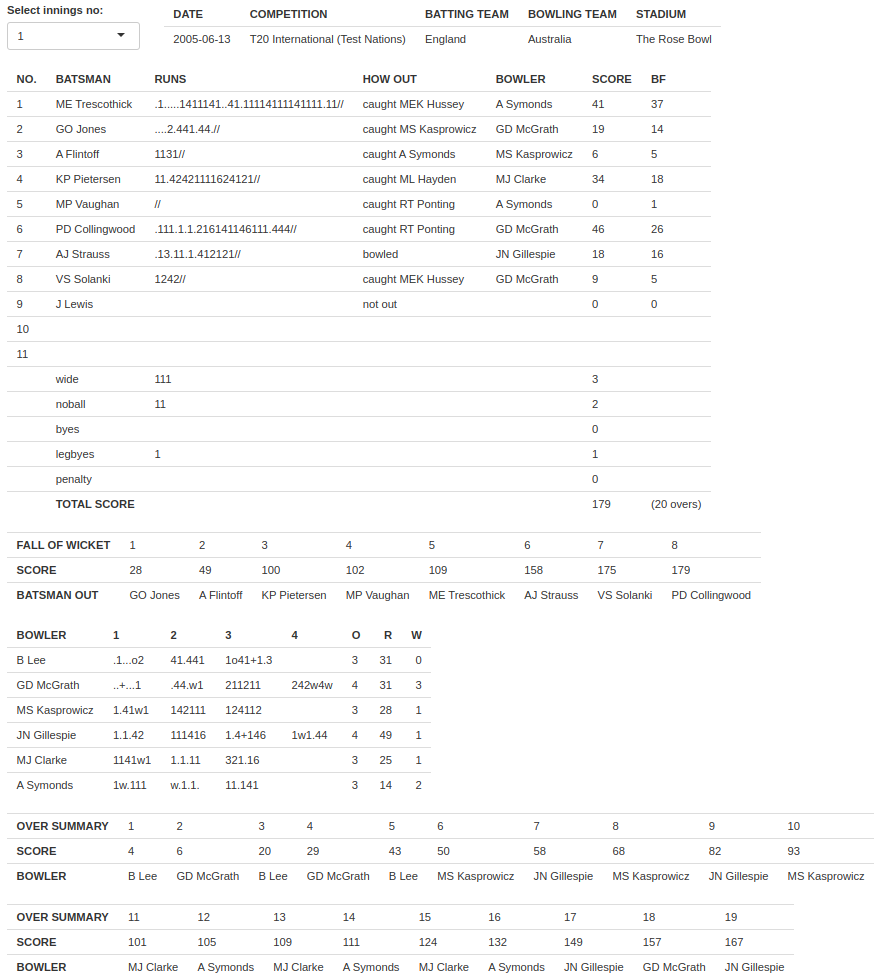 Select innings no:
1
DATE COMPETITION BATTING TEAM BOWLING TEAM STADIUM
2005-06-13 T20 International (Test Nations) England Australia The Rose Bowl
NO. BATSMAN RUNS HOW OUT BOWLER SCORE BF
1 ME Trescothick .1.....1411141..41.11114111141111.11// caught MEK Hussey A Symonds 41 37
2 GO Jones ....2.441.44.// caught MS Kasprowicz GD McGrath 19 14
3 A Flintoff 1131// caught A Symonds MS Kasprowicz 6 5
4 KP Pietersen 11.42421111624121// caught ML Hayden MJ Clarke 34 18
5 MP Vaughan // caught RT Ponting A Symonds 0 1
6 PD Collingwood .111.1.1.216141146111.444// caught RT Ponting GD McGrath 46 26
7 AJ Strauss .13.11.1.412121// bowled JN Gillespie 18 16
8 VS Solanki 1242// caught MEK Hussey GD McGrath 9 5
9 J Lewis not out 0 0
10
11
wide 111 3
noball 11 2
byes 0
legbyes 1 1
penalty 0
TOTAL SCORE 179 (20 overs)
FALL OF WICKET 1 2 3 4 5 6 7 8
SCORE 28 49 100 102 109 158 175 179
BATSMAN OUT GO Jones A Flintoff KP Pietersen MP Vaughan ME Trescothick AJ Strauss VS Solanki PD Collingwood
BOWLER 1 2 3 4 O R W
B Lee .1...o2 41.441 1o41+1.3 3 31 0
GD McGrath ..+...1 .44.w1 211211 242w4w 4 31 3
MS Kasprowicz 1.41w1 142111 124112 3 28 1
JN Gillespie 1.1.42 111416 1.4+146 1w1.44 4 49 1
MJ Clarke 1141w1 1.1.11 321.16 3 25 1
A Symonds 1w.111 w.1.1. 11.141 3 14 2
OVER SUMMARY 1 2 3 4 5 6 7 8 9 10
SCORE 4 6 20 29 43 50 58 68 82 93
BOWLER B Lee GD McGrath B Lee GD McGrath B Lee MS Kasprowicz JN Gillespie MS Kasprowicz JN Gillespie MS Kasprowicz
OVER SUMMARY 11 12 13 14 15 16 17 18 19
SCORE 101 105 109 111 124 132 149 157 167
BOWLER MJ Clarke A Symonds MJ Clarke A Symonds MJ Clarke A Symonds JN Gillespie GD McGrath JN Gillespie